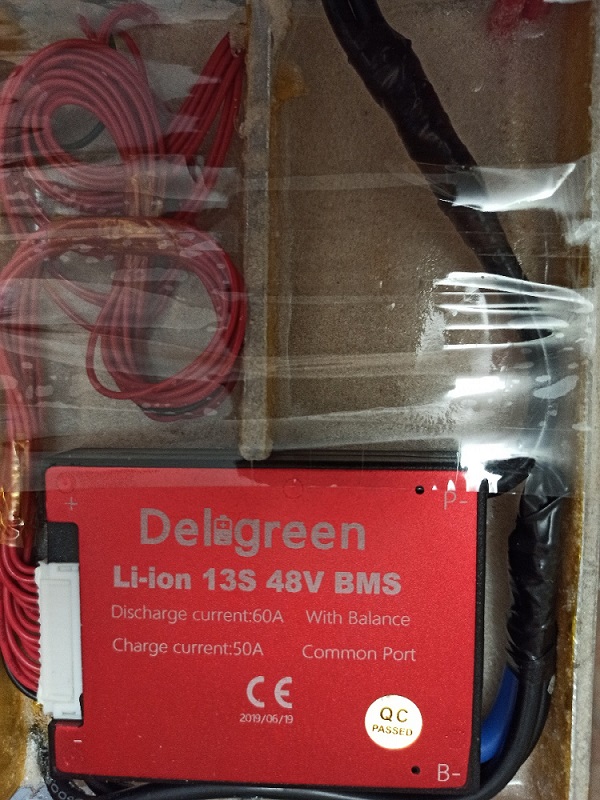 +
P-
Deligreen
Li-ion 13S 48V BMS
Discharge current:60A With Balance
Charge current:50A Common Port
CE
2019/06/19
QC
PASSED
-
B-